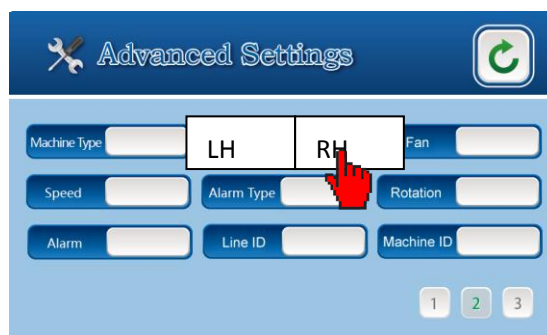 Advanced Settings
Machine Type LH RH Fan
Speed Alarm Type Rotation
Alarm Line ID Machine ID
1 2 3